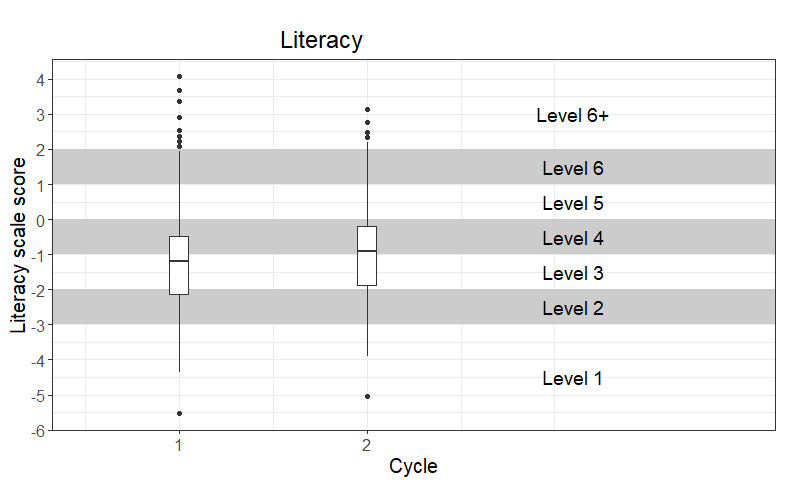 Literacy
Literacy scale score
4
3
2
1
0
-1
-2
-3
-4
-5
-6
Level 6+
Level 6
Level 5
Level 4
Level 3
Level 2
Level 1
1 2
Cycle